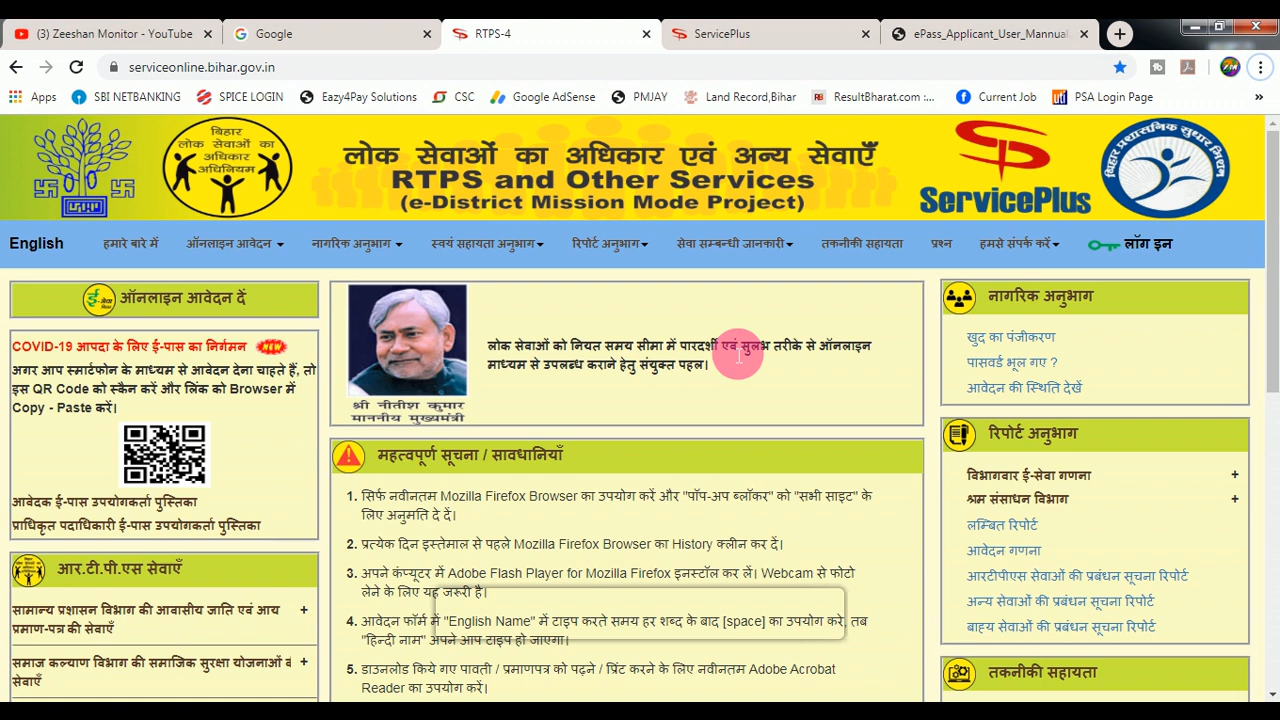 (3) Zeeshan Monitor - YouTube
Google
RTPS-4
ServicePlus
ePass_Applicant_User_Mannual.
serviceonline.bihar.gov.in
Apps
SBI NETBANKING
SPICE LOGIN
Eazy4Pay Solutions
CSC
Google AdSense
PMJAY
Land Record,Bihar
ResultBharat.com :...
Current Job
PSA Login Page
बिहार
लोक सेवाओं का
अधिकार
अधिनियम
लोक सेवाओं का अधिकार एवं अन्य सेवाएँ
RTPS and Other Services
(e-District Mission Mode Project)
ServicePlus
बिहार प्रशासनिक सुधार मिशन
English
हमारे बारे में
ऑनलाइन आवेदन
नागरिक अनुभाग
स्वयं सहायता अनुभाग
रिपोर्ट अनुभाग
सेवा सम्बन्धी जानकारी
तकनीकी सहायता
प्रश्न
हमसे संपर्क करें
लॉग इन
ऑनलाइन आवेदन दें
COVID-19 आपदा के लिए ई-पास का निर्गमन NEW
अगर आप स्मार्टफोन के माध्यम से आवेदन देना चाहते हैं, तो
इस QR Code को स्कैन करें और लिंक को Browser में
Copy - Paste करें।
आवेदक ई-पास उपयोगकर्ता पुस्तिका
प्राधिकृत पदाधिकारी ई-पास उपयोगकर्ता पुस्तिका
आर.टी.पी.एस सेवाएँ
सामान्य प्रशासन विभाग की आवासीय जाति एवं आय +
प्रमाण-पत्र की सेवाएँ
समाज कल्याण विभाग की समाजिक सुरक्षा योजनाओं +
सेवाएँ
लोक सेवाओं को नियत समय सीमा में पारदर्शी एवं सुलभ तरीके से ऑनलाइन
माध्यम से उपलब्ध कराने हेतु संयुक्त पहल।
श्री नीतीश कुमार
माननीय मुख्यमंत्री
महत्वपूर्ण सूचना / सावधानियाँ
1. सिर्फ नवीनतम Mozilla Firefox Browser का उपयोग करें और "पॉप-अप ब्लॉकर" को "सभी साइट" के
लिए अनुमति दे दें।
2. प्रत्येक दिन इस्तेमाल से पहले Mozilla Firefox Browser का History क्लीन कर दें।
3. अपने कंप्यूटर में Adobe Flash Player for Mozilla Firefox इनस्टॉल कर लें। Webcam से फोटो
लेने के लिए यह जरूरी है।
4. आवेदन फॉर्म में "English Name" में टाइप करते समय हर शब्द के बाद [space] का उपयोग करे, तब
"हिन्दी नाम" अपने आप टाइप हो जाएगा।
5. डाउनलोड किये गए पावती / प्रमाणपत्र को पढ़ने / प्रिंट करने के लिए नवीनतम Adobe Acrobat
Reader का उपयोग करें।
नागरिक अनुभाग
खुद का पंजीकरण
पासवर्ड भूल गए ?
आवेदन की स्थिति देखें
रिपोर्ट अनुभाग
विभागवार ई-सेवा गणना +
श्रम संसाधन विभाग +
लम्बित रिपोर्ट
आवेदन गणना
आरटीपीएस सेवाओं की प्रबंधन सूचना रिपोर्ट
अन्य सेवाओं की प्रबंधन सूचना रिपोर्ट
बाह्य सेवाओं की प्रबंधन सूचना रिपोर्ट
तकनीकी सहायता